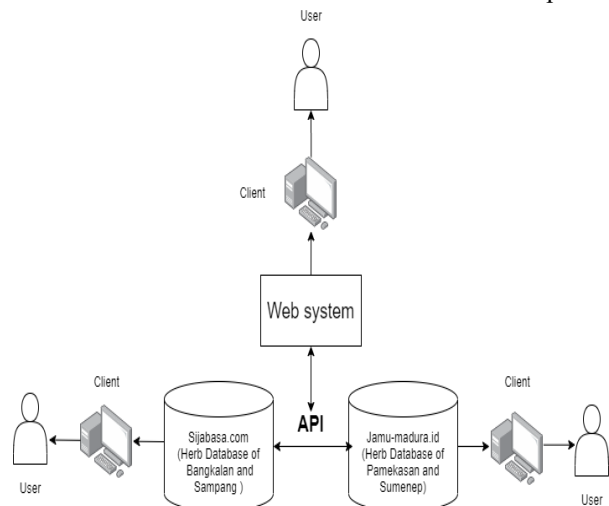 User
Client
Web system
API
Client
Sijabasa.com
(Herb Database of
Bangkalan and
Sampang )
User
Jamu-madura.id
(Herb Database of
Pamekasan and
Sumenep)
Client
User